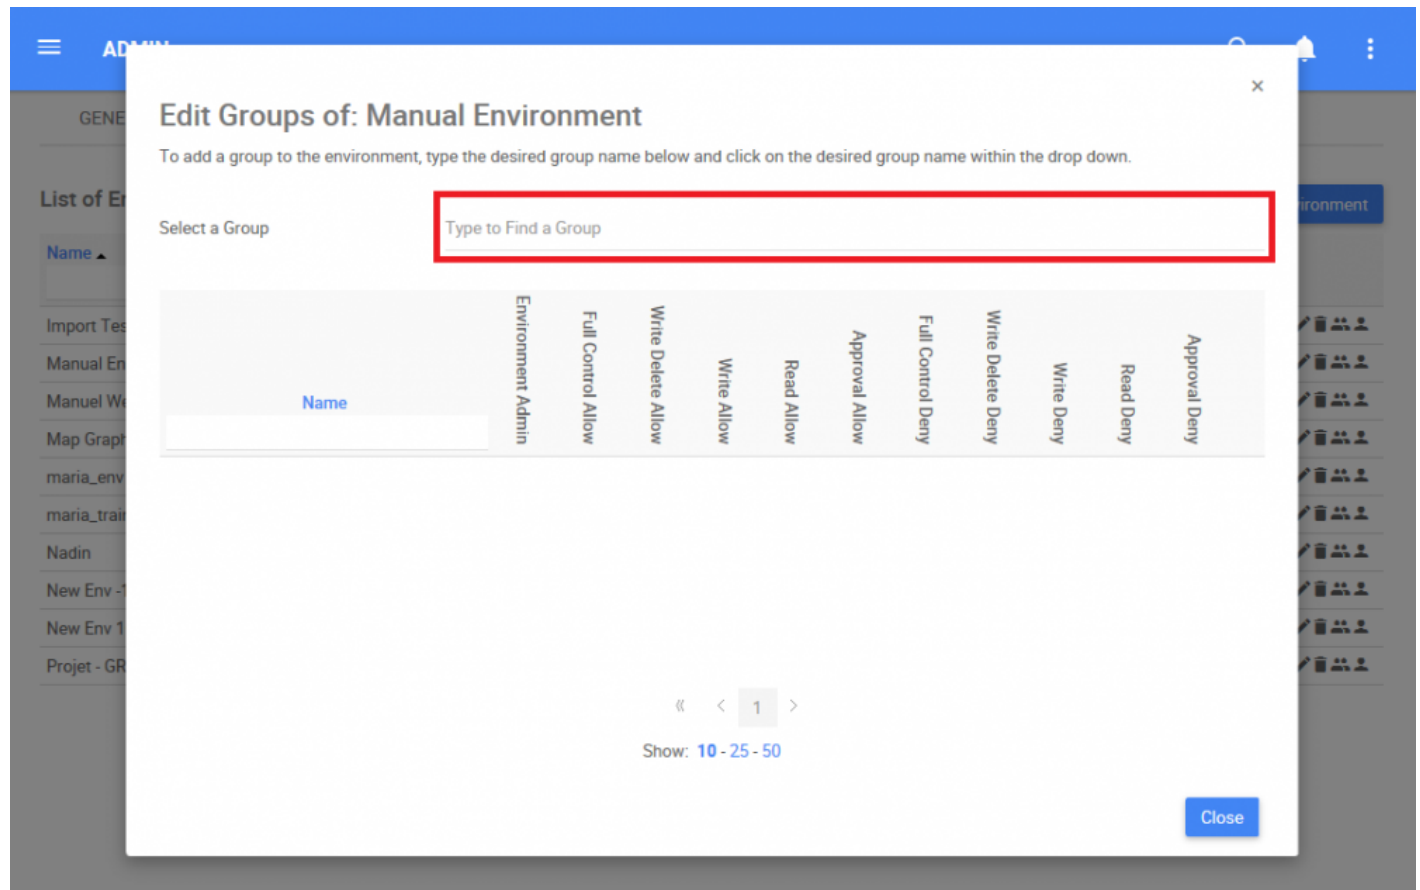 AD
GENE
Edit Groups of: Manual Environment
×
To add a group to the environment, type the desired group name below and click on the desired group name within the drop down.
List of E
ironment
Select a Group
Type to Find a Group
Name
Name
Environment Admin
Full Control Allow
Write Delete Allow
Write Allow
Read Allow
Approval Allow
Full Control Deny
Write Delete Deny
Write Deny
Read Deny
Approval Deny
Import Tes
Manual En
Manuel We
Map Graph
maria_env
maria_train
Nadin
New Env -1
New Env 1
Projet - GR
« < 1 >
Show: 10 - 25 - 50
Close